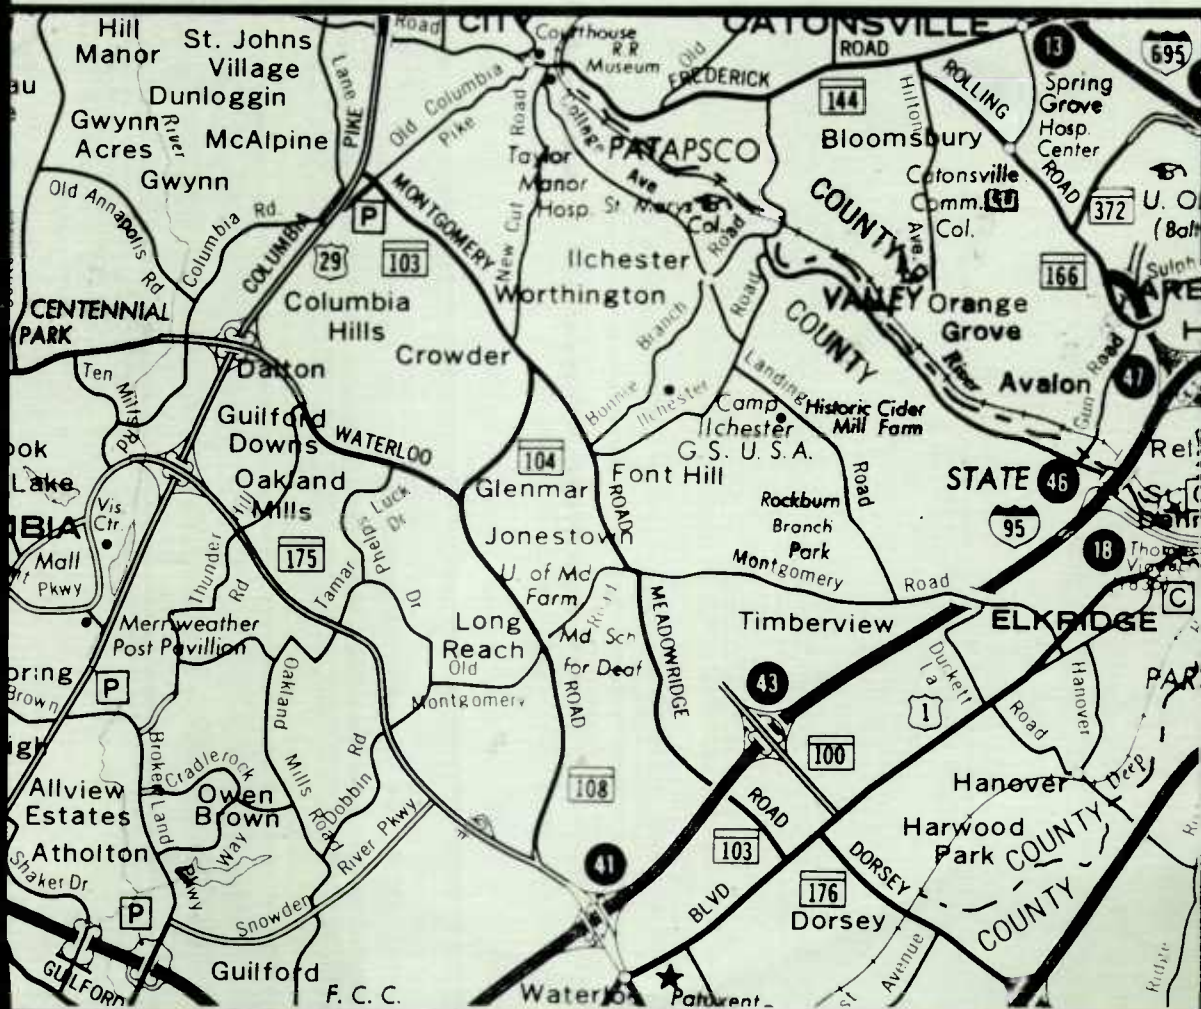 Hill
Manor
St. Johns
Village
Dunloggin
Gwynn
Acres
River
McAlpine
Gwynn
Lane
PIKE
Road
CITY
Old Columbia
Pike
Courthouse
R R
Museum
Old
FREDERICK
CATONSVILLE
ROAD
13
695
144
Hilton
Ave.
ROLLING
ROAD
Spring
Grove
Hosp.
Center
Bloomsbury
Catonsville
Comm.
Col.
372
166
Old Annapolis
Rd
Columbia
Rd.
COLUMBIA
P
29
103
MONTGOMERY
New Cut Road
College
Ave
PATAPSCO
Taylor
Manor
Hosp.
St Marys
Col.
Road
Ilchester
Worthington
COUNTY
VALLEY
COUNTY
COUNTY
River
Orange
Grove
Avalon
Gun Road
47
CENTENNIAL
PARK
Columbia
Hills
Crowder
Dalton
Ten Mills
Rd
Guilford
Downs
Oakland
Mills
WATERLOO
Bonnie
Branch
Road
Ilchester
Landing
Road
Camp
Ilchester
G. S. U. S. A.
Historic Cider
Mill Farm
104
Glenmar
Font Hill
ROAD
STATE
46
95
18
Lake
Vis.
Ctr.
Mall
Pkwy
Thunder
Hill
Rd
175
Phelps
Luck
Dr
Tamar
Dr
Jonestown
U. of Md
Farm
Road
Rockburn
Branch
Park
Montgomery
Road
C
Merriweather
Post Pavillion
Long
Reach
Old
Montgomery
Md Sch
for Deaf
ROAD
MEADOWRIDGE
Timberview
ELKRIDGE
Durkett
La
1
Road
Hanover
P
Brown
Oakland
Mills
Road
43
100
Broken
Land
Pkwy
Cradlerock
Way
Dobbin
Rd
108
Hanover
Deep
Allview
Estates
Owen
Brown
Atholton
Shaker Dr
Snowden
River Pkwy
ROAD
103
BLVD
DORSEY
176
Harwood
Park
COUNTY
COUNTY
Dorsey
41
P
GUILFORD
Guilford
F. C. C.
Avenue
Ridge